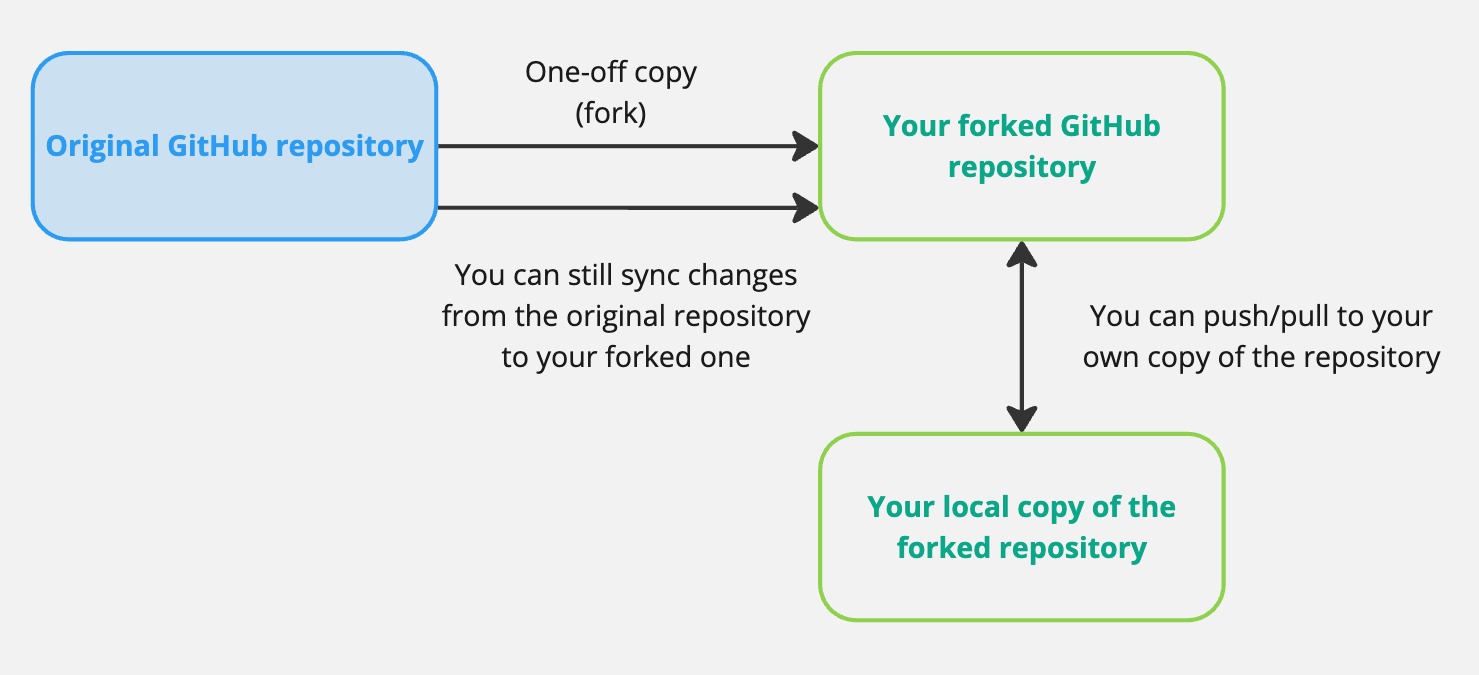 One-off copy
(fork)
Original GitHub repository
Your forked GitHub
repository
You can still sync changes
from the original repository
to your forked one
You can push/pull to your
own copy of the repository
Your local copy of the
forked repository